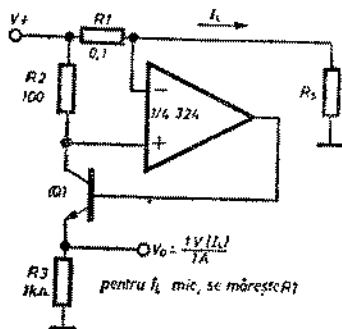 V+
R1
0,1
IL
R2
100
1/4 324
−
+
RS
Q1
Vo = 1V (IL) / 1A
R3
1kΩ
pentru IL mic, se mărește R1